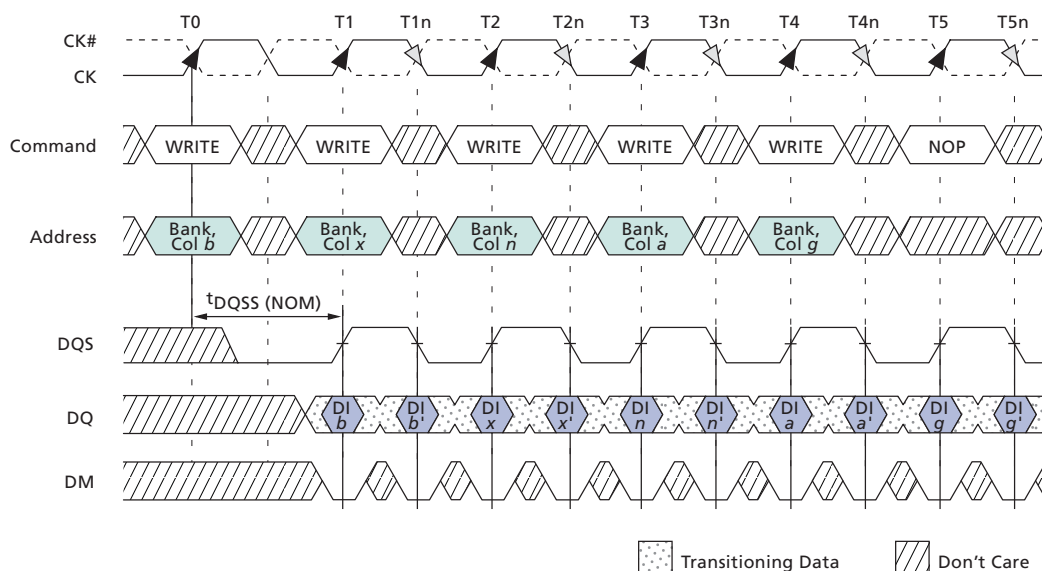 T0 T1 T1n T2 T2n T3 T3n T4 T4n T5 T5n
CK#
CK
Command WRITE WRITE WRITE WRITE WRITE NOP
Address Bank, Col b Bank, Col x Bank, Col n Bank, Col a Bank, Col g
tDQSS (NOM)
DQS
DQ DI b DI b' DI x DI x' DI n DI n' DI a DI a' DI g DI g'
DM
Transitioning Data Don't Care